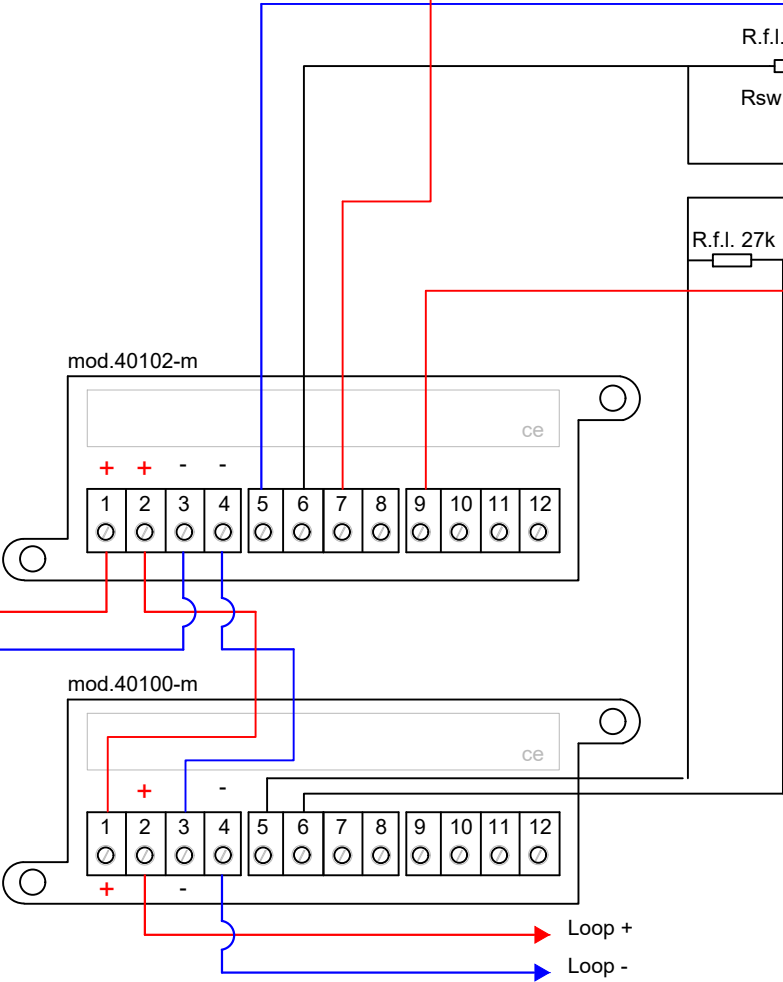 R.f.l.
Rsw
R.f.l. 27k
mod.40102-m
ce
+ + - -
1 2 3 4 5 6 7 8 9 10 11 12
mod.40100-m
ce
+ -
1 2 3 4 5 6 7 8 9 10 11 12
+ -
Loop +
Loop -